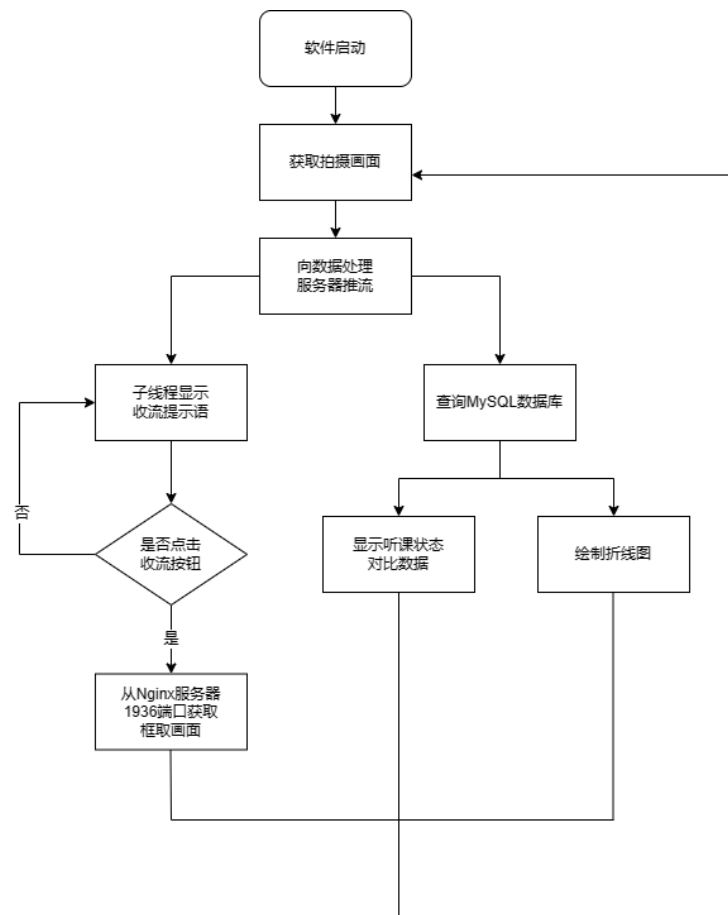 软件启动
获取拍摄画面
向数据处理
服务器推流
子线程显示
收流提示语
查询MySQL数据库
否
是否点击
收流按钮
显示听课状态
对比数据
绘制折线图
是
从Nginx服务器
1936端口获取
框取画面